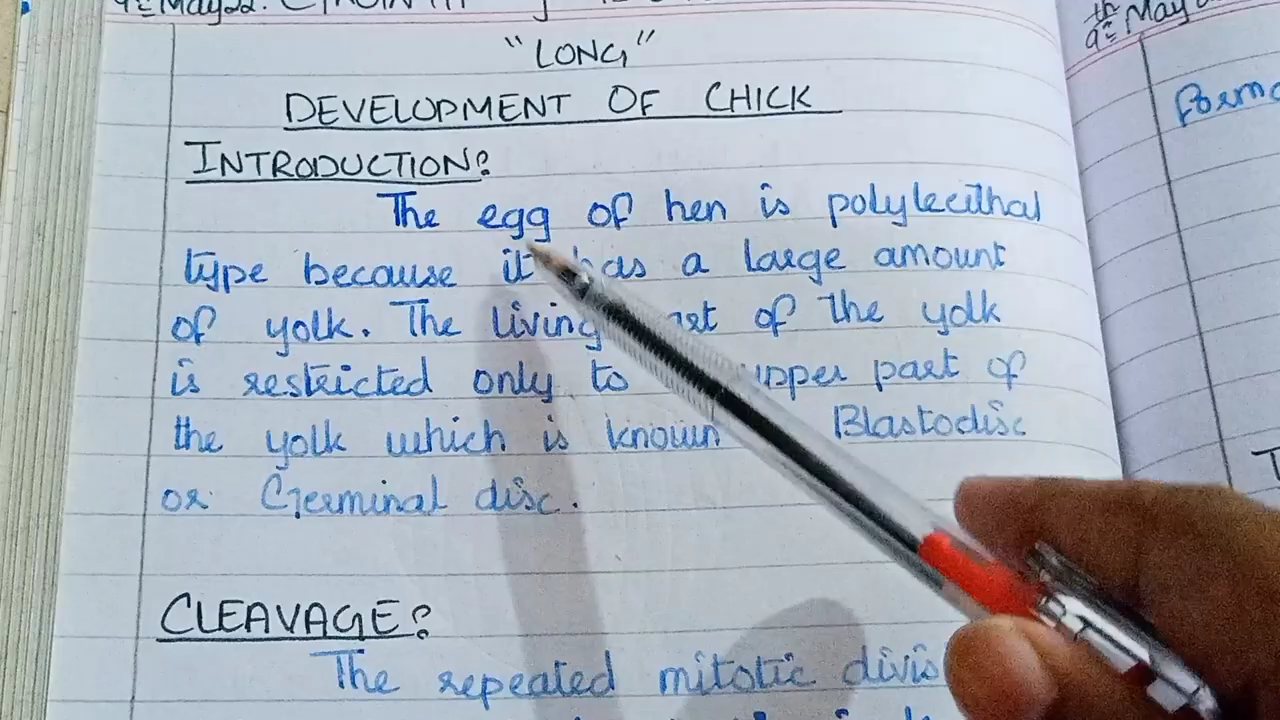 "LONG"
DEVELOPMENT OF CHICK
INTRODUCTION:
The egg of hen is polylecithal
type because it has a large amount
of yolk. The living of the yolk
is restricted only to upper part of
the yolk which is known Blastodisc
or Germinal disc.
CLEAVAGE:
The repeated mitotic